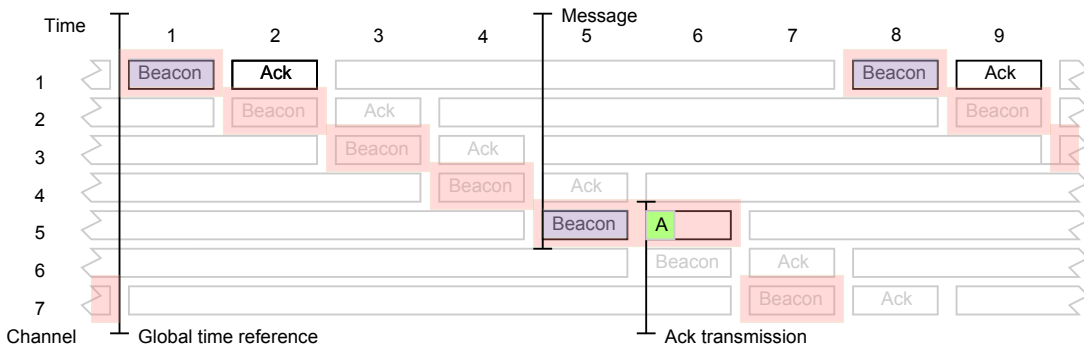 Message
Time 1 2 3 4 5 6 7 8 9
1 Beacon Ack Beacon Ack
2 Beacon Ack Beacon
3 Beacon Ack
4 Beacon Ack
5 Beacon A
6 Beacon Ack
7 Beacon Ack
Channel Global time reference Ack transmission